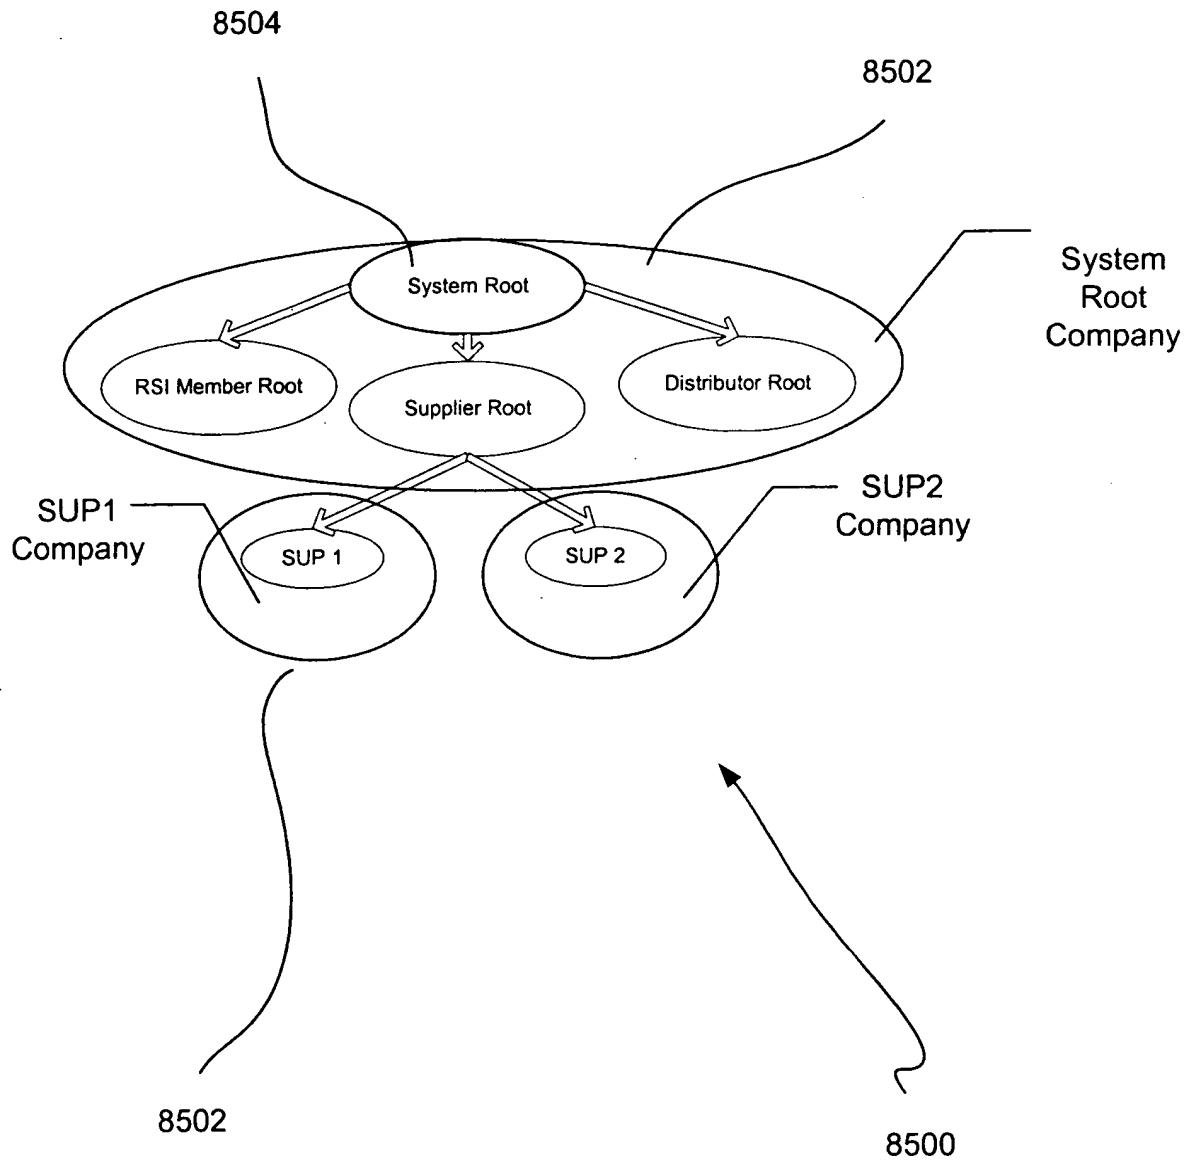 8504
8502
System Root
System
Root
Company
RSI Member Root
Supplier Root
Distributor Root
SUP1
Company
SUP2
Company
SUP 1
SUP 2
8502
8500